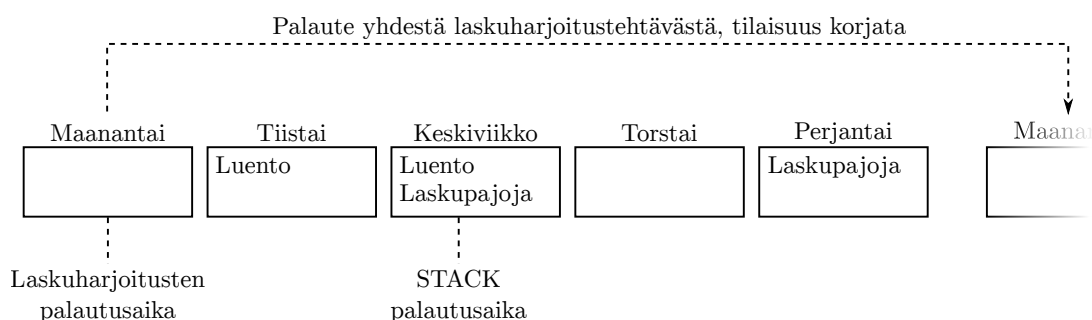 Palaute yhdestä laskuharjoitustehtävästä, tilaisuus korjata
Maanantai Tiistai Keskiviikko Torstai Perjantai
Luento Luento Laskupajoja
Laskupajoja
Laskuharjoitusten STACK
palautusaika palautusaika